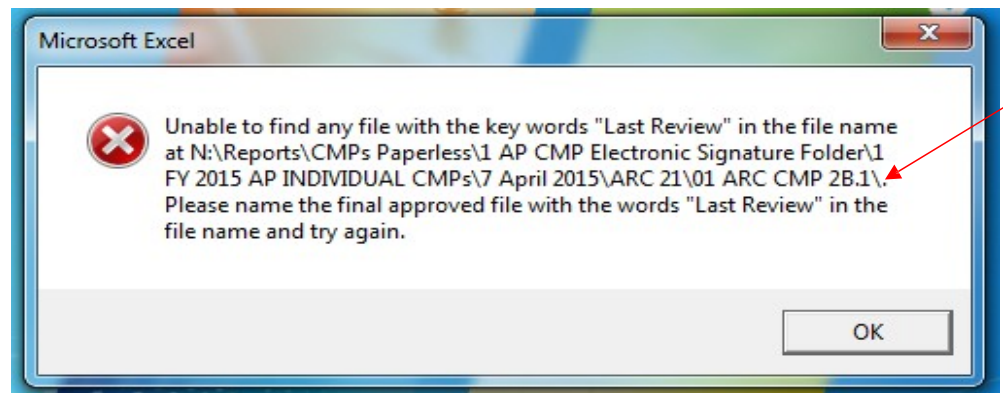 Microsoft Excel
Unable to find any file with the key words "Last Review" in the file name
at N:\Reports\CMPs Paperless\1 AP CMP Electronic Signature Folder\1
FY 2015 AP INDIVIDUAL CMPs\7 April 2015\ARC 21\01 ARC CMP 2B.1\.
Please name the final approved file with the words "Last Review" in the
file name and try again.
OK